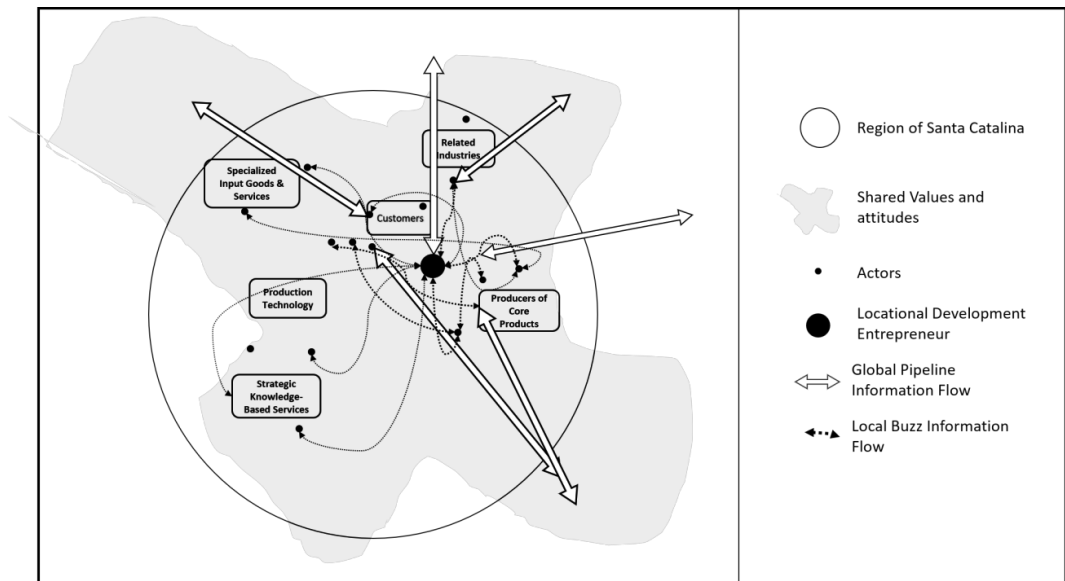 Related
Industries
Specialized
Input Goods &
Services
Customers
Production
Technology
Producers of
Core
Products
Strategic
Knowledge-
Based Services
Region of Santa Catalina
Shared Values and
attitudes
Actors
Locational Development
Entrepreneur
Global Pipeline
Information Flow
Local Buzz Information
Flow